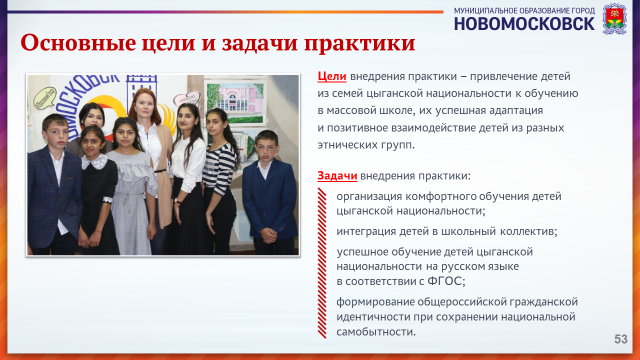 МУНИЦИПАЛЬНОЕ ОБРАЗОВАНИЕ ГОРОД
НОВОМОСКОВСК
Основные цели и задачи практики
МОСКОВСК
Цели внедрения практики – привлечение детей
из семей цыганской национальности к обучению
в массовой школе, их успешная адаптация
и позитивное взаимодействие детей из разных
этнических групп.
Задачи внедрения практики:
организация комфортного обучения детей
цыганской национальности;
интеграция детей в школьный коллектив;
успешное обучение детей цыганской
национальности на русском языке
в соответствии с ФГОС;
формирование общероссийской гражданской
идентичности при сохранении национальной
самобытности.
53